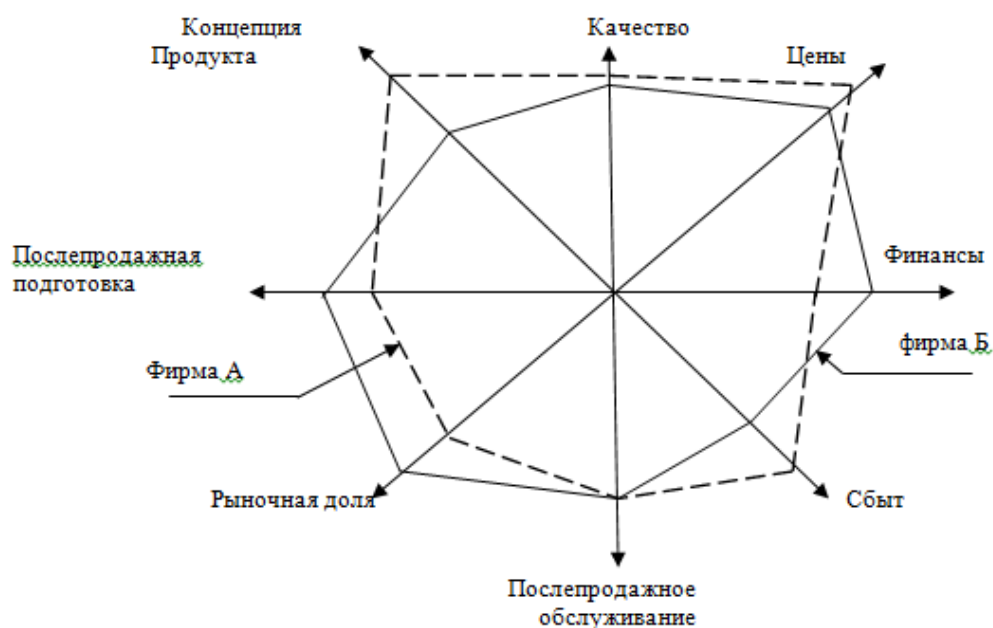 Концепция
Продукта
Качество
Цены
Послепродажная
подготовка
Финансы
Фирма А
фирма Б
Рыночная доля
Сбыт
Послепродажное
обслуживание